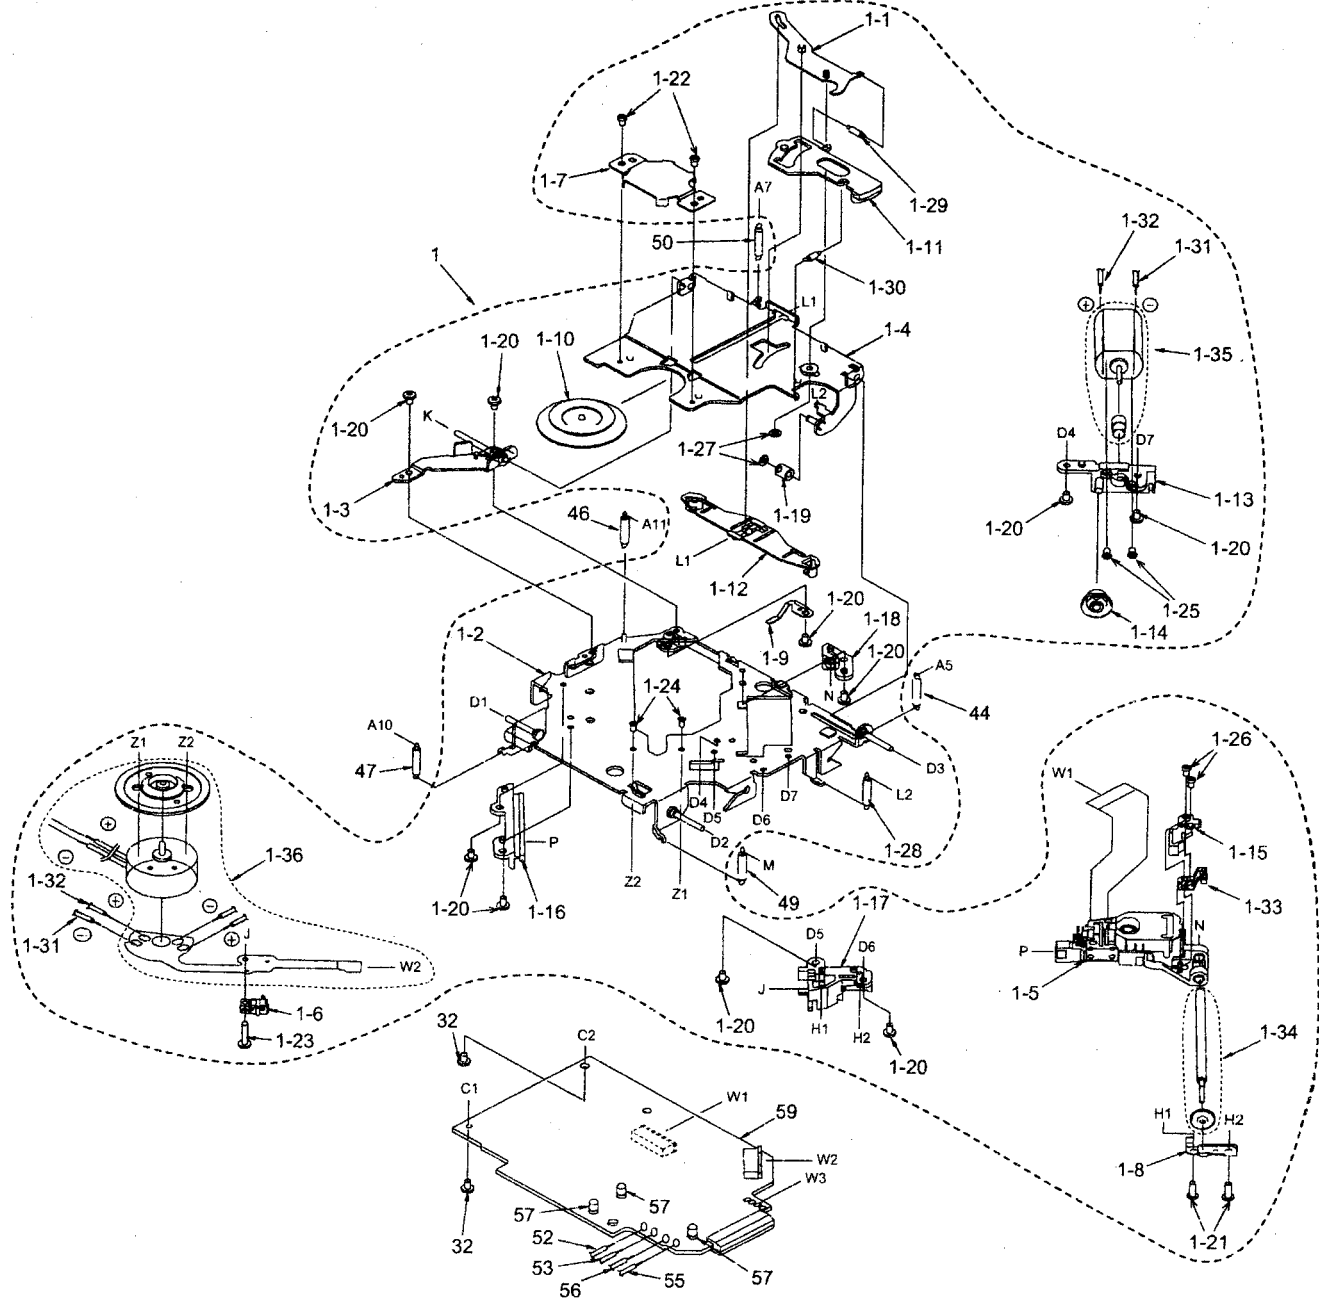 1-1
1-22
1-7
A7
1-29
1-11
50
1
1-30
L1
1-32
1-31
⊕
⊖
1-35
1-10
1-20
1-4
1-20
K
L2
1-27
D4
D7
1-3
1-19
1-13
46
A11
1-20
1-20
L1
1-12
1-25
1-14
1-2
1-20
1-18
1-9
1-20
N
A5
44
D1
1-24
A10
47
Z1
Z2
D3
W1
1-26
D4
D5
D6
D7
L2
D2
1-28
P
M
1-15
1-36
⊕
⊖
1-32
⊕
⊖
1-31
⊖
⊕
J
W2
1-20
1-16
Z2
Z1
49
1-17
1-33
N
P
1-5
D5
D6
J
H1
H2
1-20
1-20
1-6
1-23
32
C2
C1
W1
59
1-34
H1
H2
1-8
W2
W3
57
57
32
52
53
56
55
57
1-21